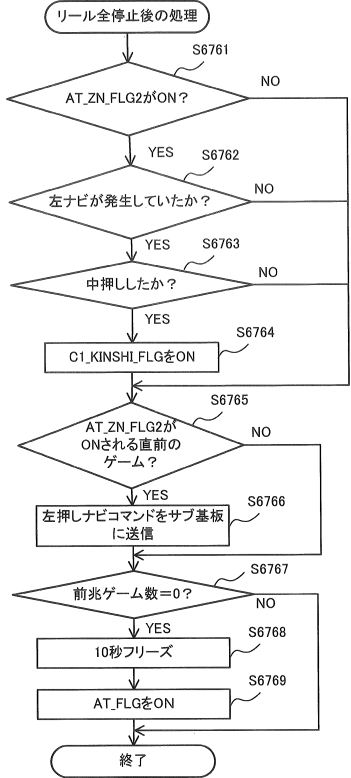 リール全停止後の処理
S6761
AT_ZN_FLG2がON？
NO
YES
S6762
左ナビが発生していたか？
NO
YES
S6763
中押ししたか？
NO
YES
S6764
C1_KINSHI_FLGをON
S6765
AT_ZN_FLG2が
ONされる直前の
ゲーム？
NO
YES
S6766
左押しナビコマンドをサブ基板
に送信
S6767
前兆ゲーム数＝0？
NO
YES
S6768
10秒フリーズ
S6769
AT_FLGをON
終了